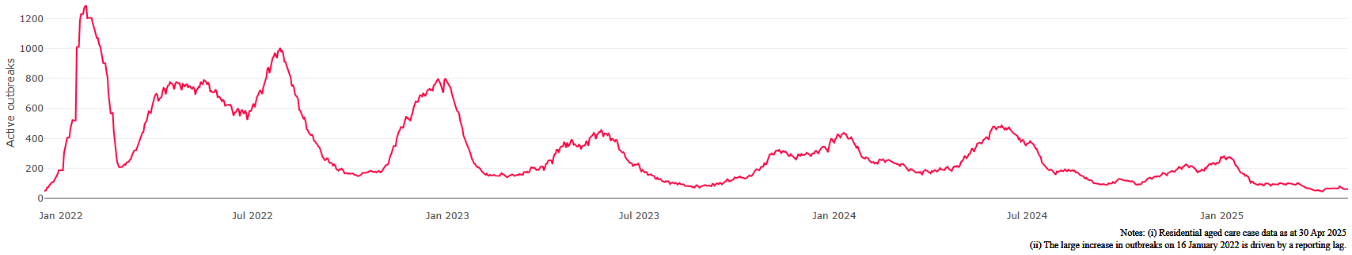 1200
1000
800
600
400
200
0
Active outbreaks
Jan 2022 Jul 2022 Jan 2023 Jul 2023 Jan 2024 Jul 2024 Jan 2025
Notes: (i) Residential aged care case data as at 30 Apr 2025
(ii) The large increase in outbreaks on 16 January 2022 is driven by a reporting lag.